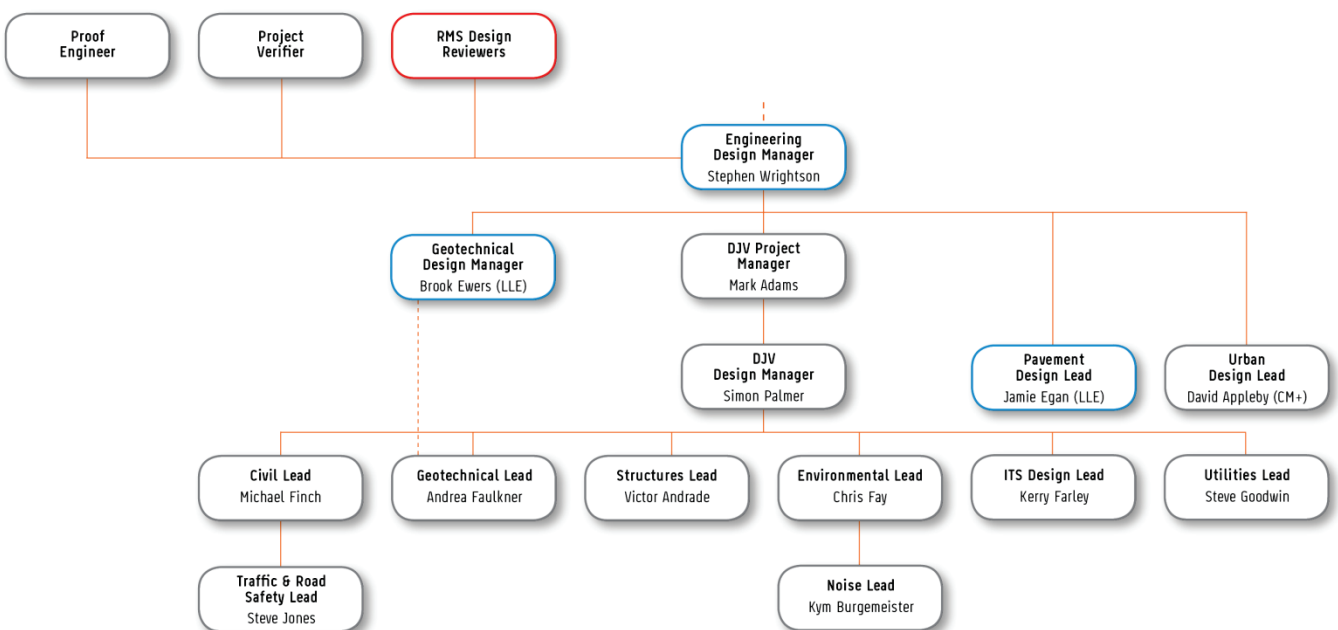 Proof
Engineer
Project
Verifier
RMS Design
Reviewers
Engineering
Design Manager
Stephen Wrightson
Geotechnical
Design Manager
Brook Ewers (LLE)
DJV Project
Manager
Mark Adams
DJV
Design Manager
Simon Palmer
Pavement
Design Lead
Jamie Egan (LLE)
Urban
Design Lead
David Appleby (CM+)
Civil Lead
Michael Finch
Geotechnical Lead
Andrea Faulkner
Structures Lead
Victor Andrade
Environmental Lead
Chris Fay
ITS Design Lead
Kerry Farley
Utilities Lead
Steve Goodwin
Traffic & Road
Safety Lead
Steve Jones
Noise Lead
Kym Burgemeister